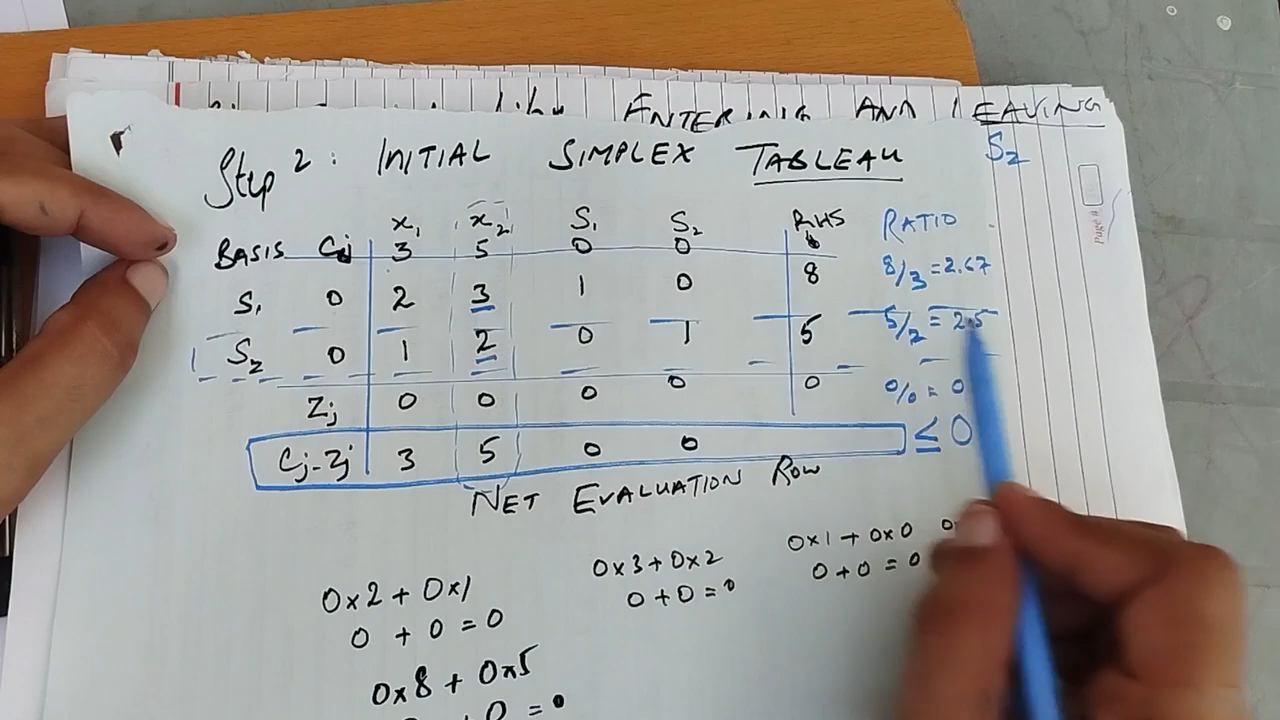 ENTERING AND LEAVING
Step 2: INITIAL SIMPLEX TABLEAU
S2
x1 x2 S1 S2 RHS RATIO
BASIS Cj 3 5 0 0
S1 0 2 3 1 0 8 8/3 = 2.67
S2 0 1 2 0 1 5 5/2 = 2.5
Zj 0 0 0 0 0 0/0 = 0
Cj-Zj 3 5 0 0 ≤ 0
NET EVALUATION ROW
0x2 + 0x1
0 + 0 = 0
0x3 + 0x2
0 + 0 = 0
0x1 + 0x0
0 + 0 = 0
0x8 + 0x5
0 = 0
Page #